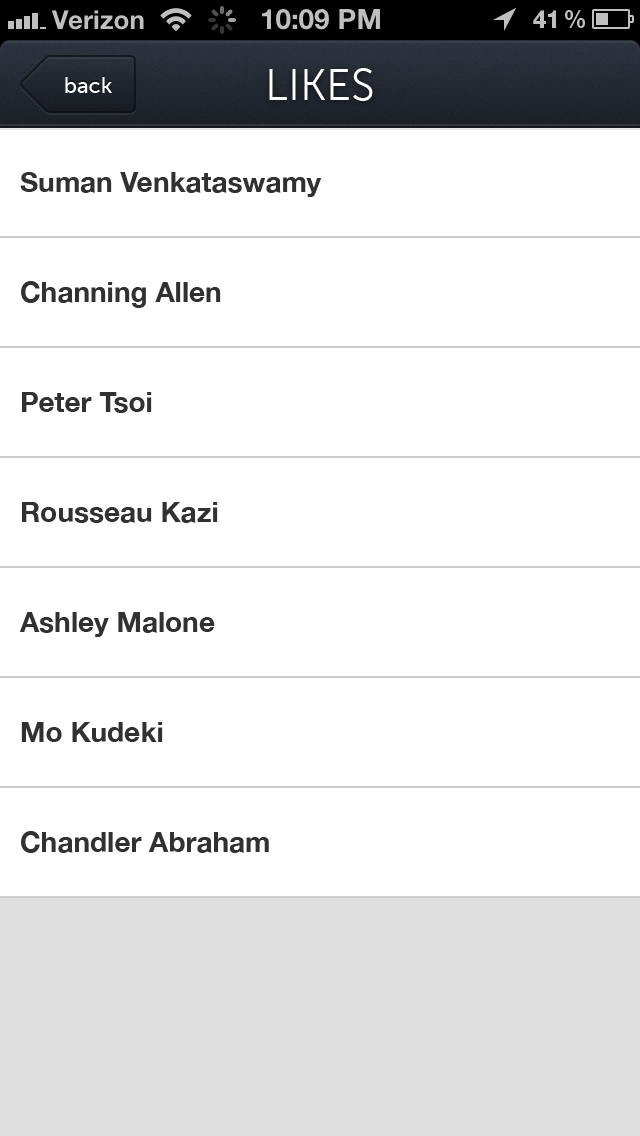 Verizon 10:09 PM 41 %
back LIKES
Suman Venkataswamy
Channing Allen
Peter Tsoi
Rousseau Kazi
Ashley Malone
Mo Kudeki
Chandler Abraham